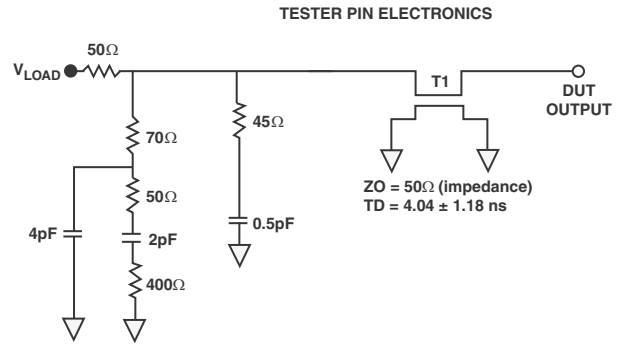 TESTER PIN ELECTRONICS
50Ω
VLOAD
T1
DUT
OUTPUT
70Ω
45Ω
50Ω
ZO = 50Ω (impedance)
TD = 4.04 ± 1.18 ns
4pF
2pF
0.5pF
400Ω